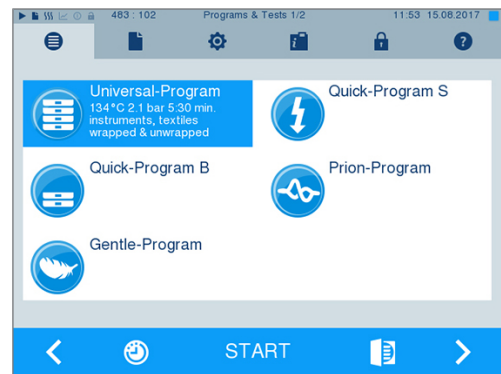 483 : 102 Programs & Tests 1/2 11:53 15.08.2017
Universal-Program
134°C 2.1 bar 5:30 min.
instruments, textiles
wrapped & unwrapped
Quick-Program S
Quick-Program B
Prion-Program
Gentle-Program
START